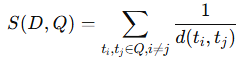 S(D, Q) = \sum_{t_i, t_j \in Q, i \neq j} \frac{1}{d(t_i, t_j)}